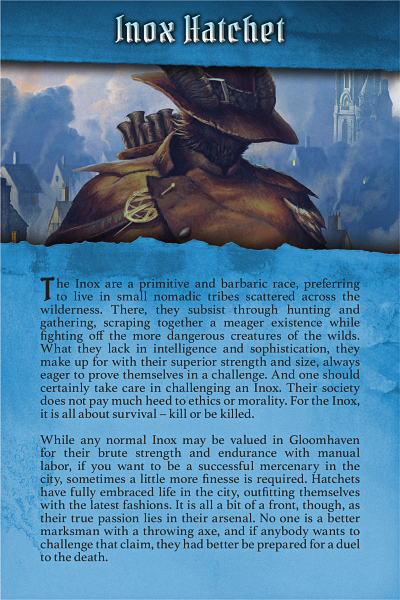 Inox Hatchet
The Inox are a primitive and barbaric race, preferring
to live in small nomadic tribes scattered across the
wilderness. There, they subsist through hunting and
gathering, scraping together a meager existence while
fighting off the more dangerous creatures of the wilds.
What they lack in intelligence and sophistication, they
make up for with their superior strength and size, always
eager to prove themselves in a challenge. And one should
certainly take care in challenging an Inox. Their society
does not pay much heed to ethics or morality. For the Inox,
it is all about survival – kill or be killed.
While any normal Inox may be valued in Gloomhaven
for their brute strength and endurance with manual
labor, if you want to be a successful mercenary in the
city, sometimes a little more finesse is required. Hatchets
have fully embraced life in the city, outfitting themselves
with the latest fashions. It is all a bit of a front, though, as
their true passion lies in their arsenal. No one is a better
marksman with a throwing axe, and if anybody wants to
challenge that claim, they had better be prepared for a duel
to the death.